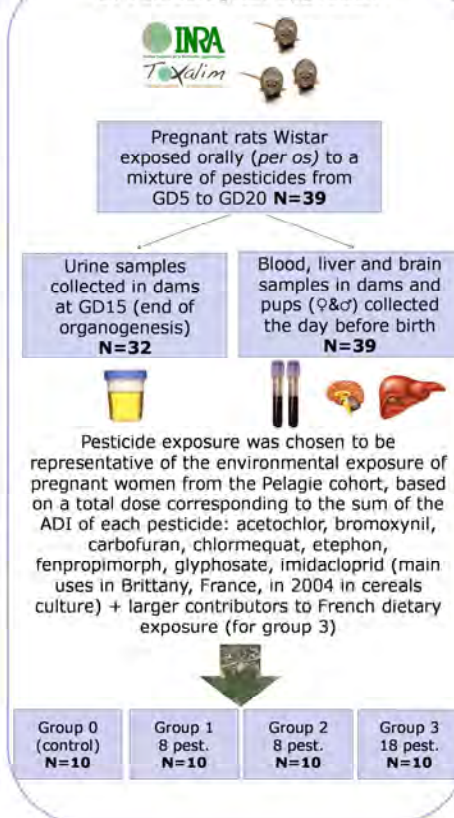 INRA
Toxalim
Pregnant rats Wistar
exposed orally (per os) to a
mixture of pesticides from
GD5 to GD20 N=39
Urine samples
collected in dams
at GD15 (end of
organogenesis)
N=32
Blood, liver and brain
samples in dams and
pups (♀&♂) collected
the day before birth
N=39
Pesticide exposure was chosen to be
representative of the environmental exposure of
pregnant women from the Pelagie cohort, based
on a total dose corresponding to the sum of the
ADI of each pesticide: acetochlor, bromoxynil,
carbofuran, chlormequat, etephon,
fenpropimorph, glyphosate, imidacloprid (main
uses in Brittany, France, in 2004 in cereals
culture) + larger contributors to French dietary
exposure (for group 3)
Group 0
(control)
N=10
Group 1
8 pest.
N=10
Group 2
8 pest.
N=10
Group 3
18 pest.
N=10